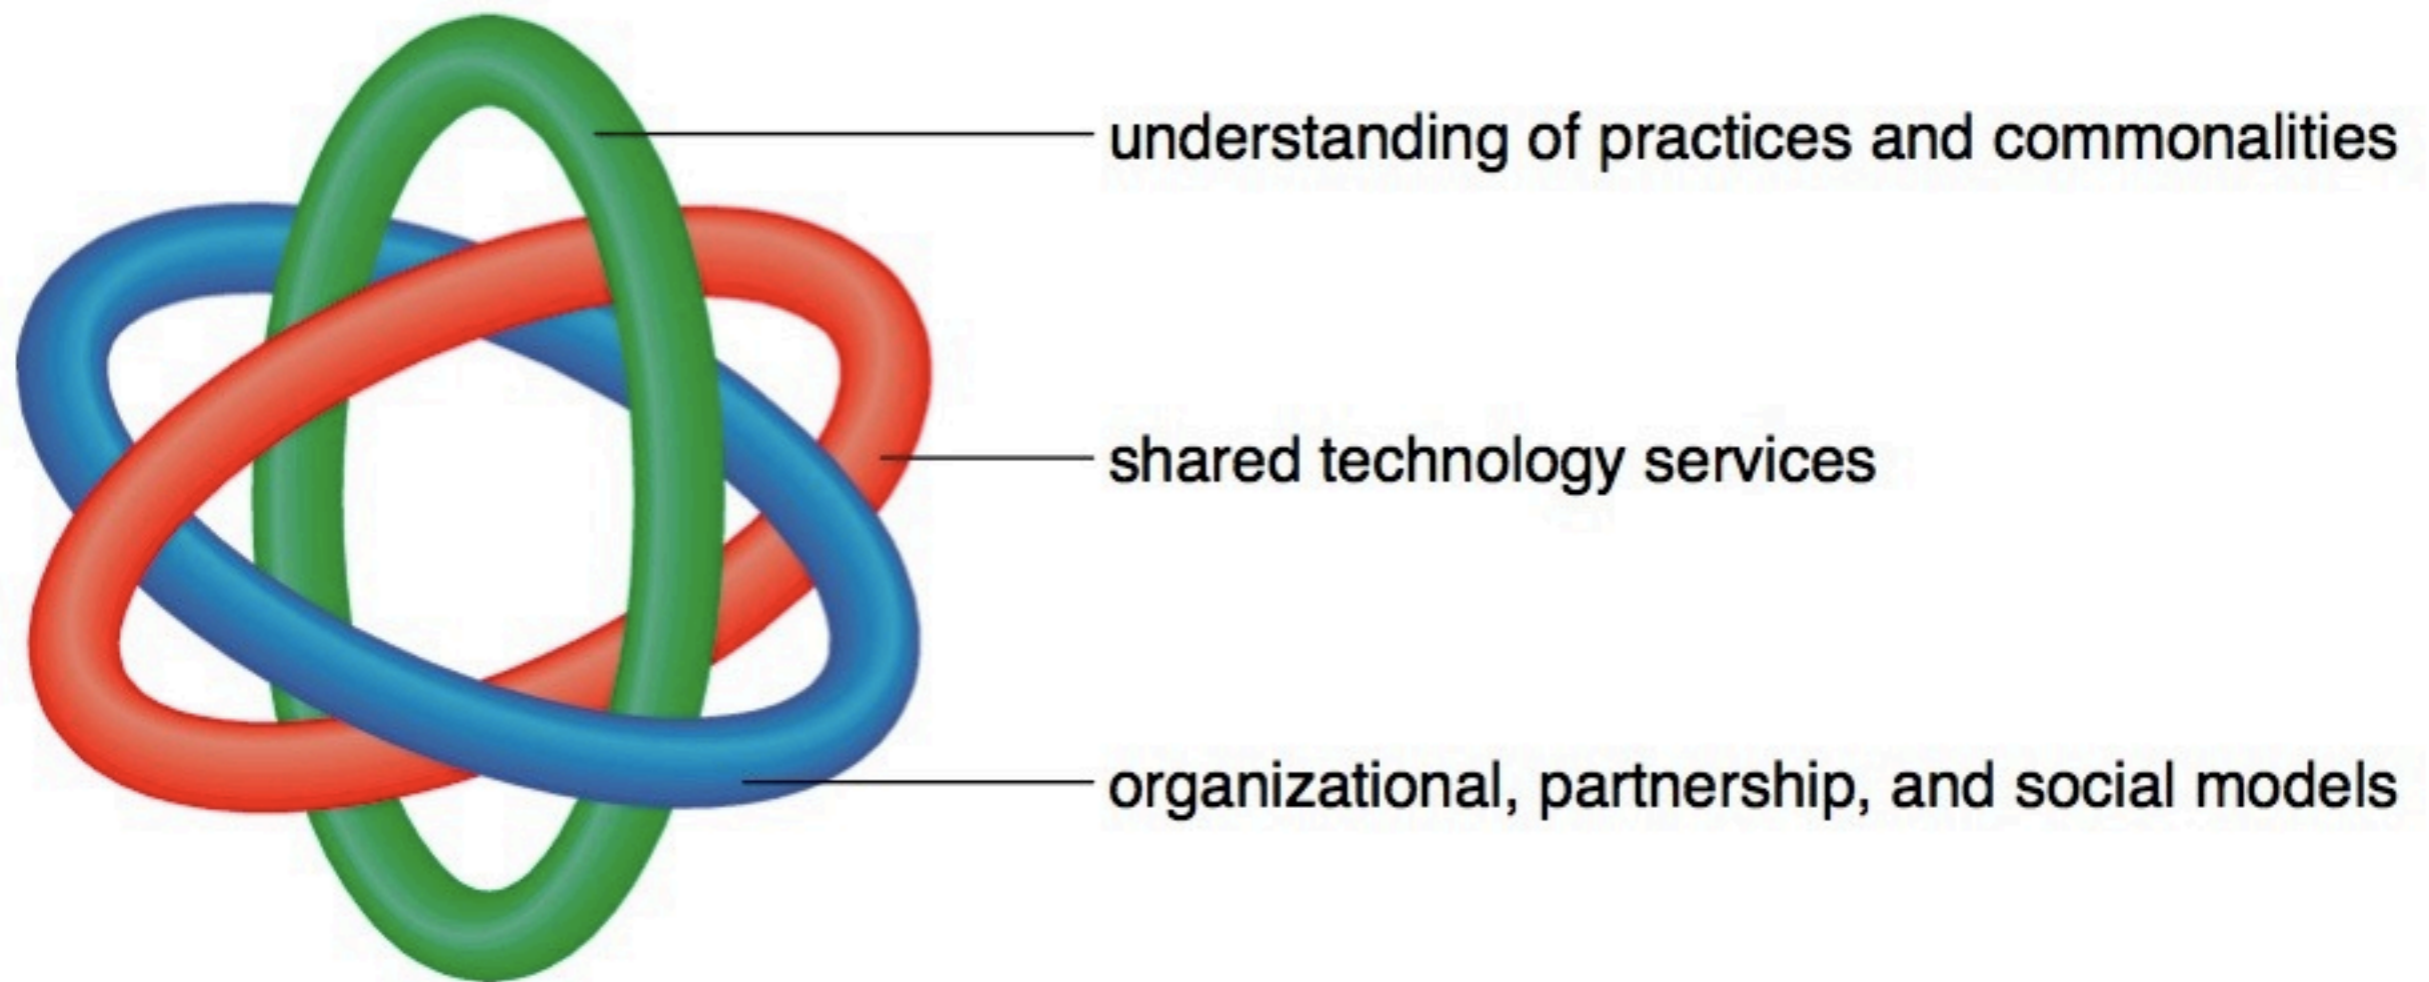 understanding of practices and commonalities
shared technology services
organizational, partnership, and social models